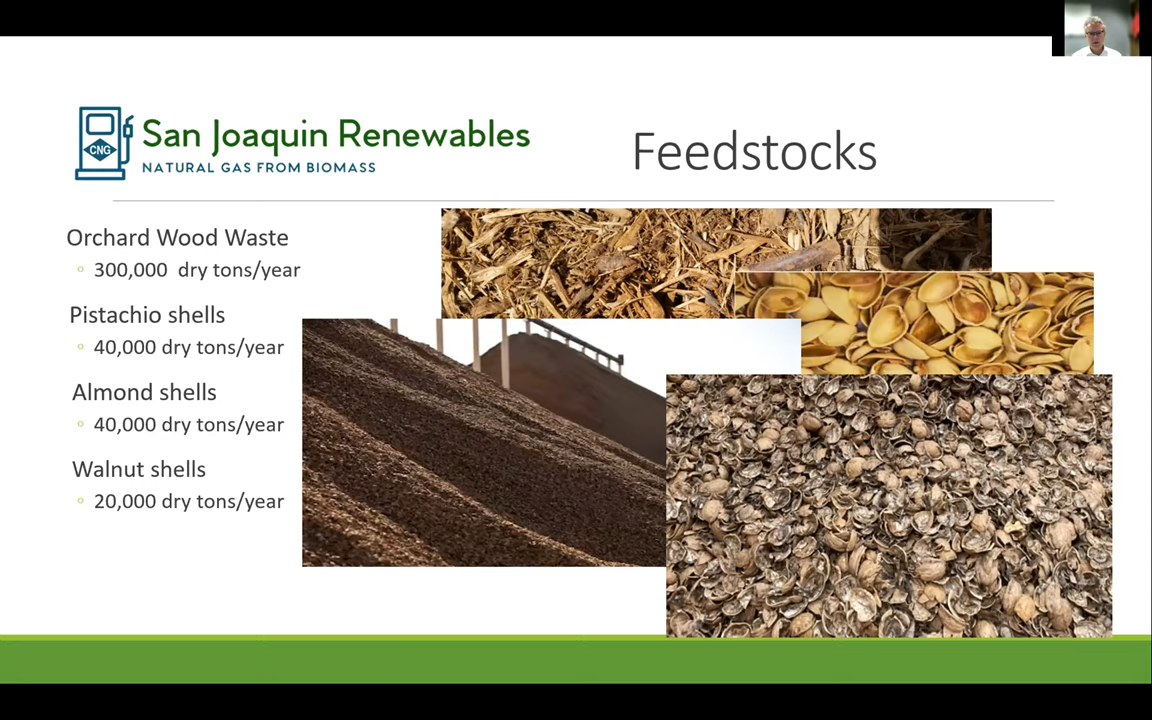 CNG
San Joaquin Renewables
NATURAL GAS FROM BIOMASS
Feedstocks
Orchard Wood Waste
300,000 dry tons/year
Pistachio shells
40,000 dry tons/year
Almond shells
40,000 dry tons/year
Walnut shells
20,000 dry tons/year